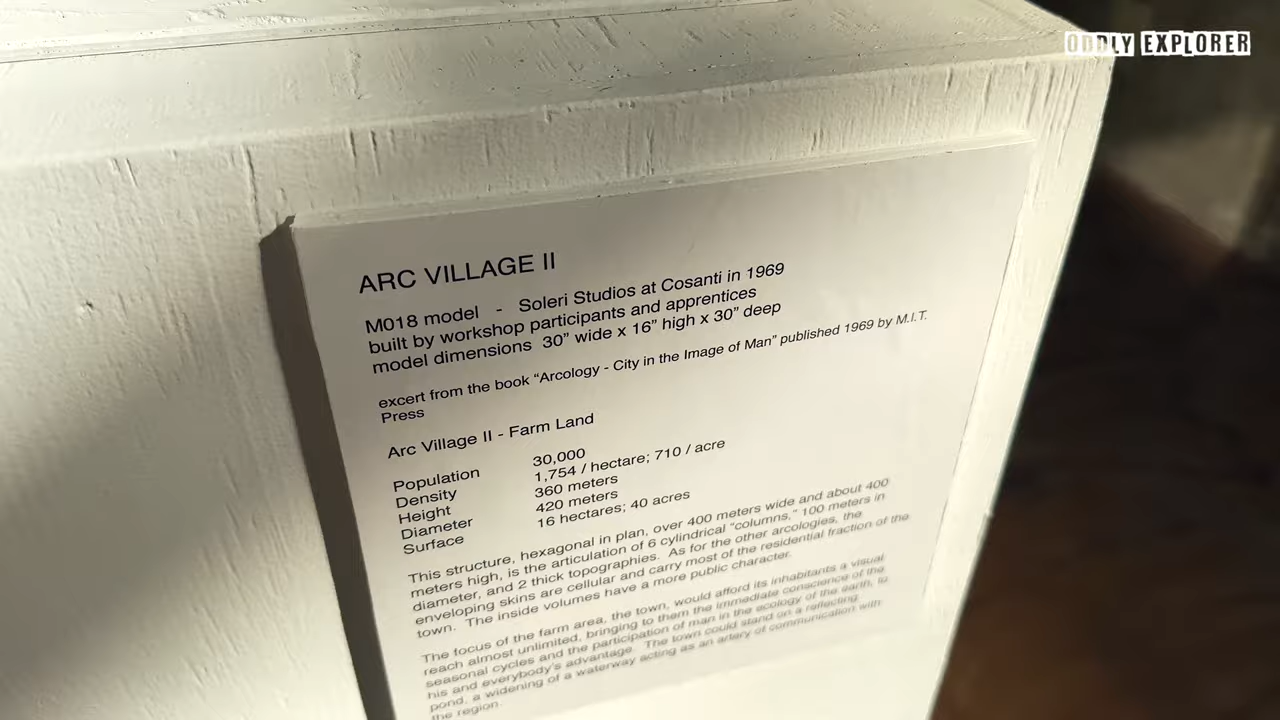 ODDLY EXPLORER
ARC VILLAGE II
M018 model - Soleri Studios at Cosanti in 1969
built by workshop participants and apprentices
model dimensions 30” wide x 16” high x 30” deep
excert from the book “Arcology - City in the Image of Man” published 1969 by M.I.T.
Press
Arc Village II - Farm Land
Population 30,000
Density 1,754 / hectare; 710 / acre
Height 360 meters
Diameter 420 meters
Surface 16 hectares; 40 acres
This structure, hexagonal in plan, over 400 meters wide and about 400
meters high, is the articulation of 6 cylindrical “columns,” 100 meters in
diameter, and 2 thick topographies. As for the other arcologies, the
enveloping skins are cellular and carry most of the residential fraction of the
town. The inside volumes have a more public character.
The focus of the farm area, the town, would afford its inhabitants a visual
reach almost unlimited, bringing to them the immediate conscience of the
seasonal cycles and the participation of man in the ecology of the earth, to
his and everybody's advantage. The town could stand on a reflecting
pond, a widening of a waterway acting as an artery of communication with
the region.